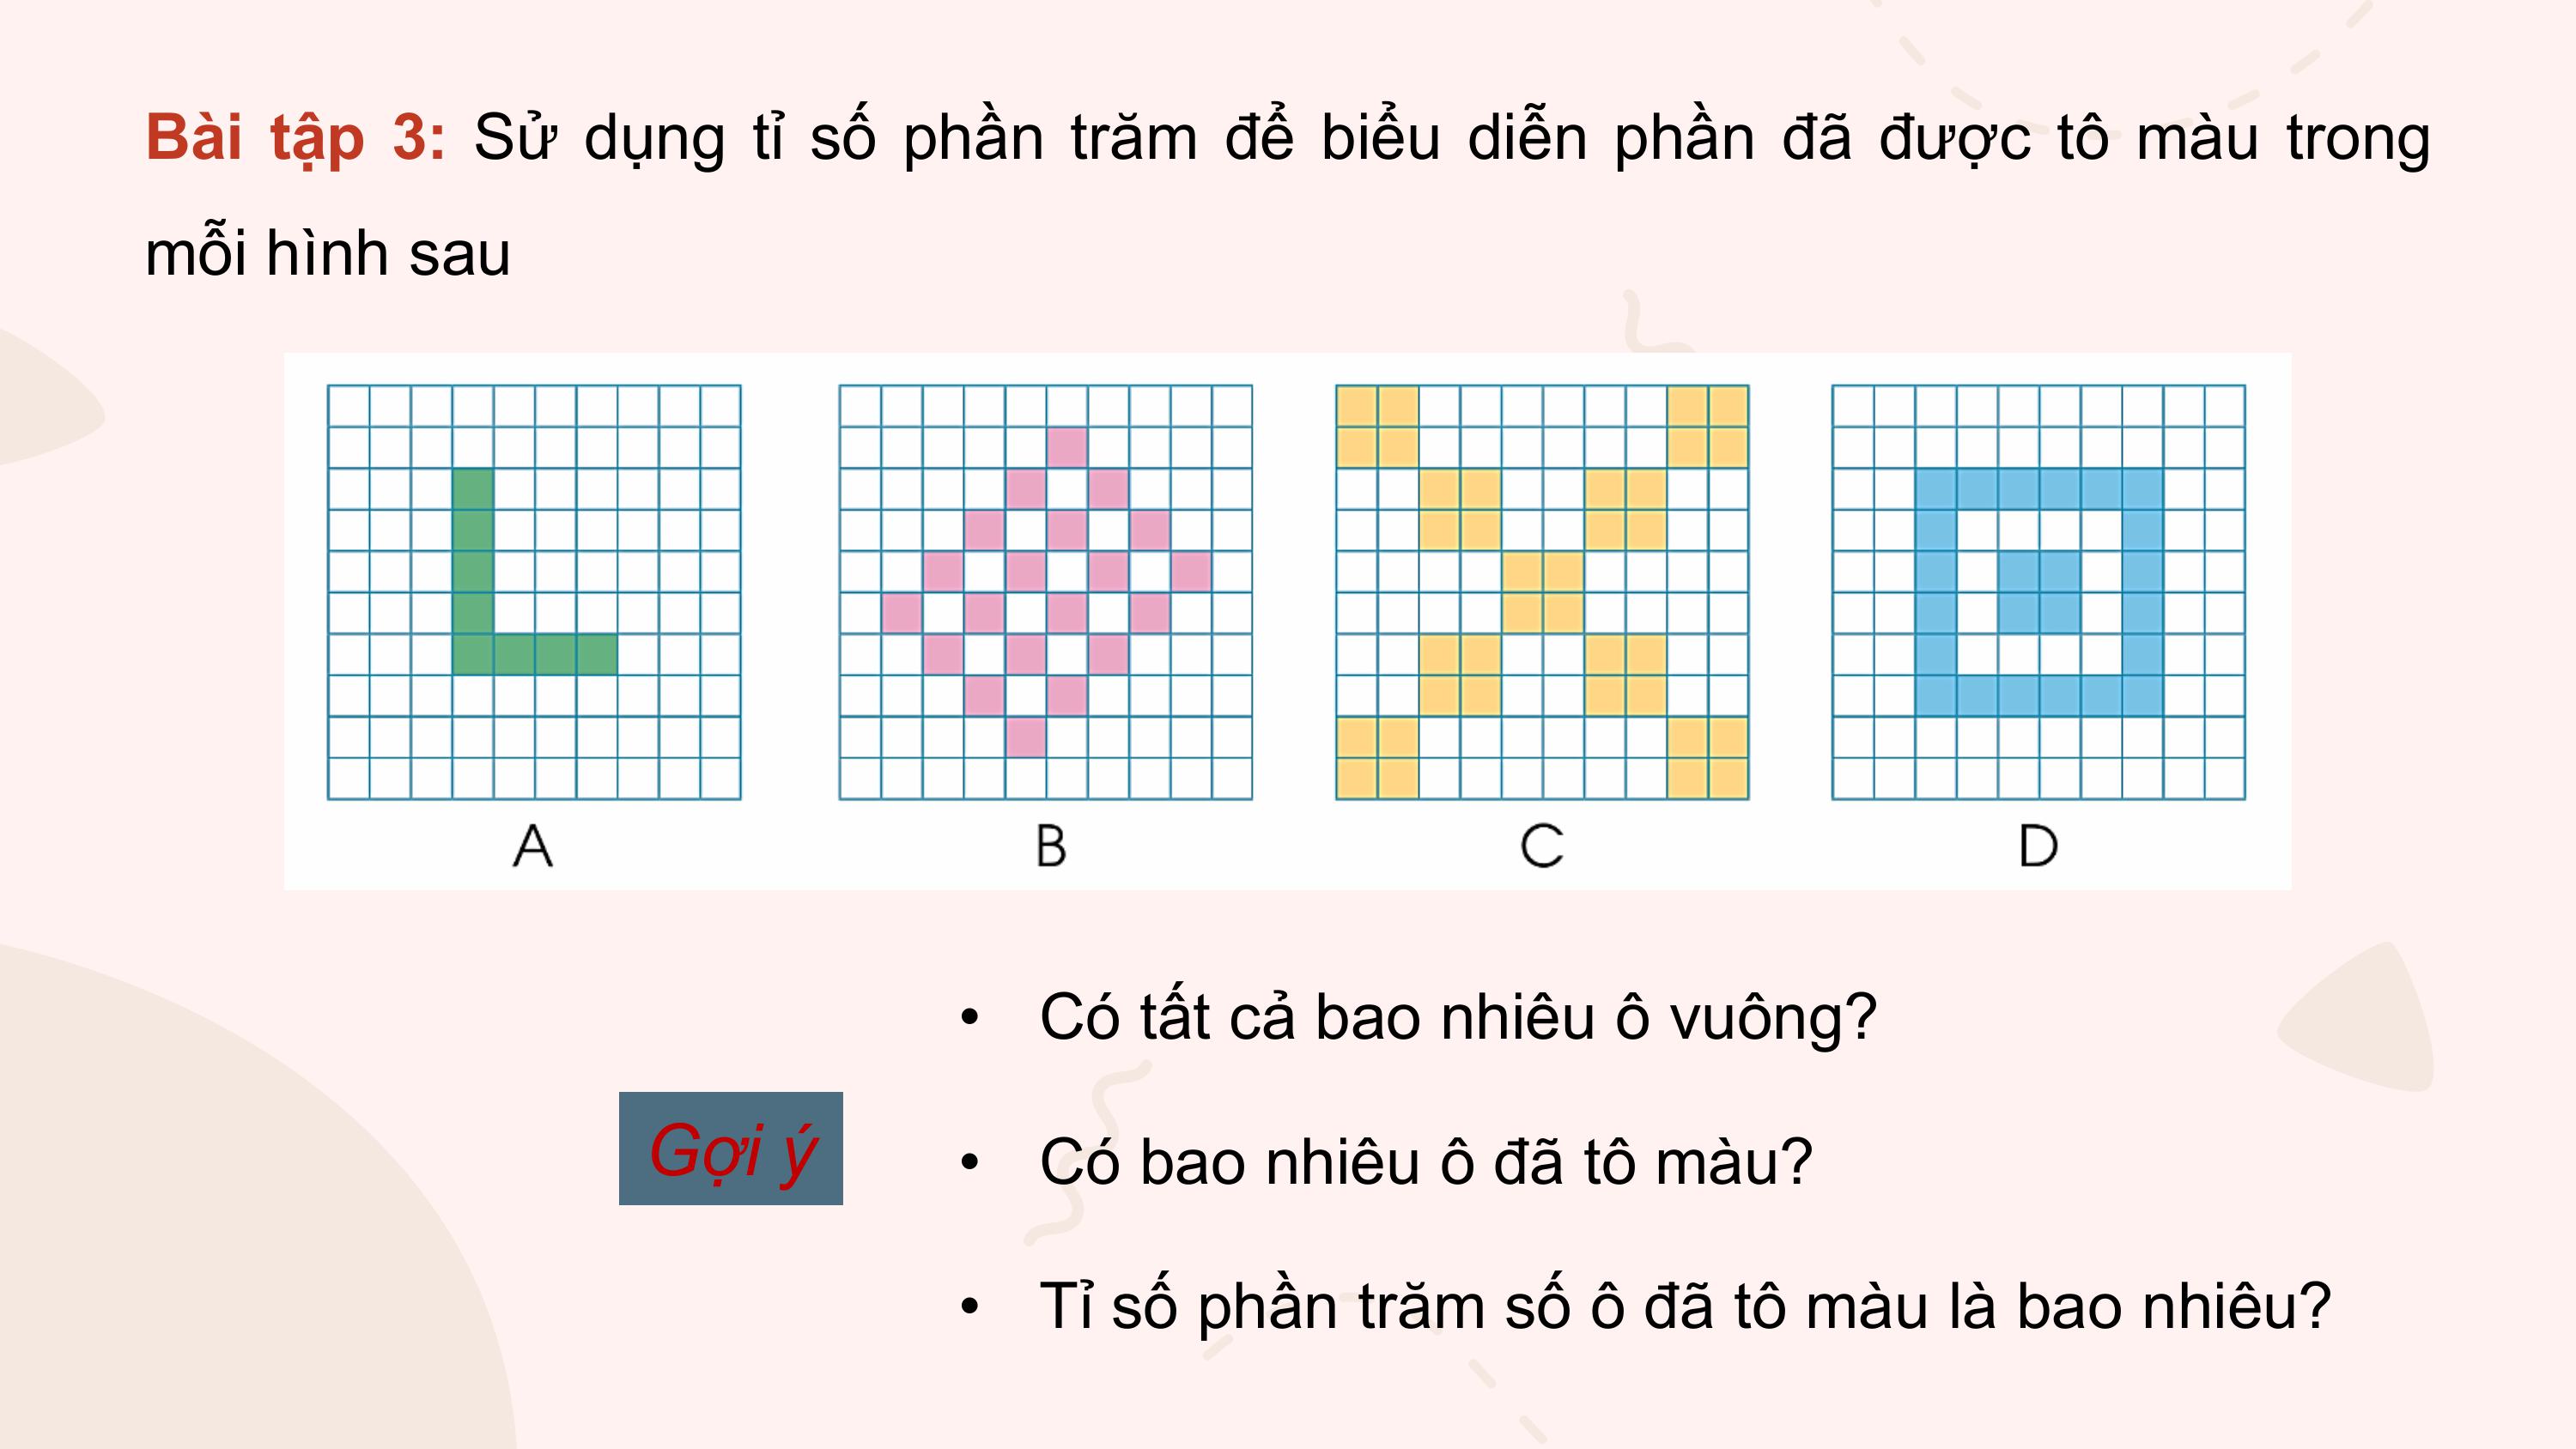 Bài tập 3: Sử dụng tỉ số phần trăm để biểu diễn phần đã được tô màu trong
mỗi hình sau
A B C D
• Có tất cả bao nhiêu ô vuông?
Gợi ý
• Có bao nhiêu ô đã tô màu?
• Tỉ số phần trăm số ô đã tô màu là bao nhiêu?